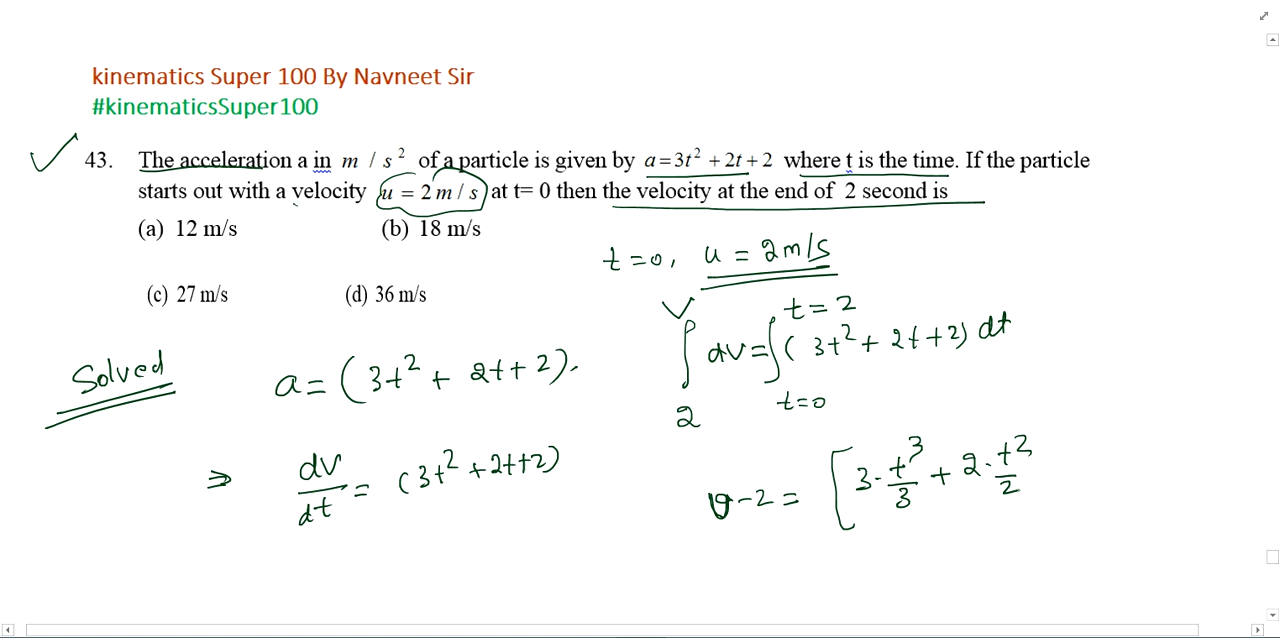 kinematics Super 100 By Navneet Sir
#kinematicsSuper100
43. The acceleration a in m / s² of a particle is given by a=3t²+2t+2 where t is the time. If the particle
starts out with a velocity u = 2 m / s at t= 0 then the velocity at the end of 2 second is
(a) 12 m/s (b) 18 m/s
(c) 27 m/s (d) 36 m/s
Solved
a = (3t² + 2t + 2).
⇒ dv/dt = (3t² + 2t + 2)
t = 0, u = 2m/s
∫₂ⱽ dv = ∫ₜ₌₀ᵗ⁼² (3t² + 2t + 2) dt
v - 2 = [3·t³/3 + 2·t²/2